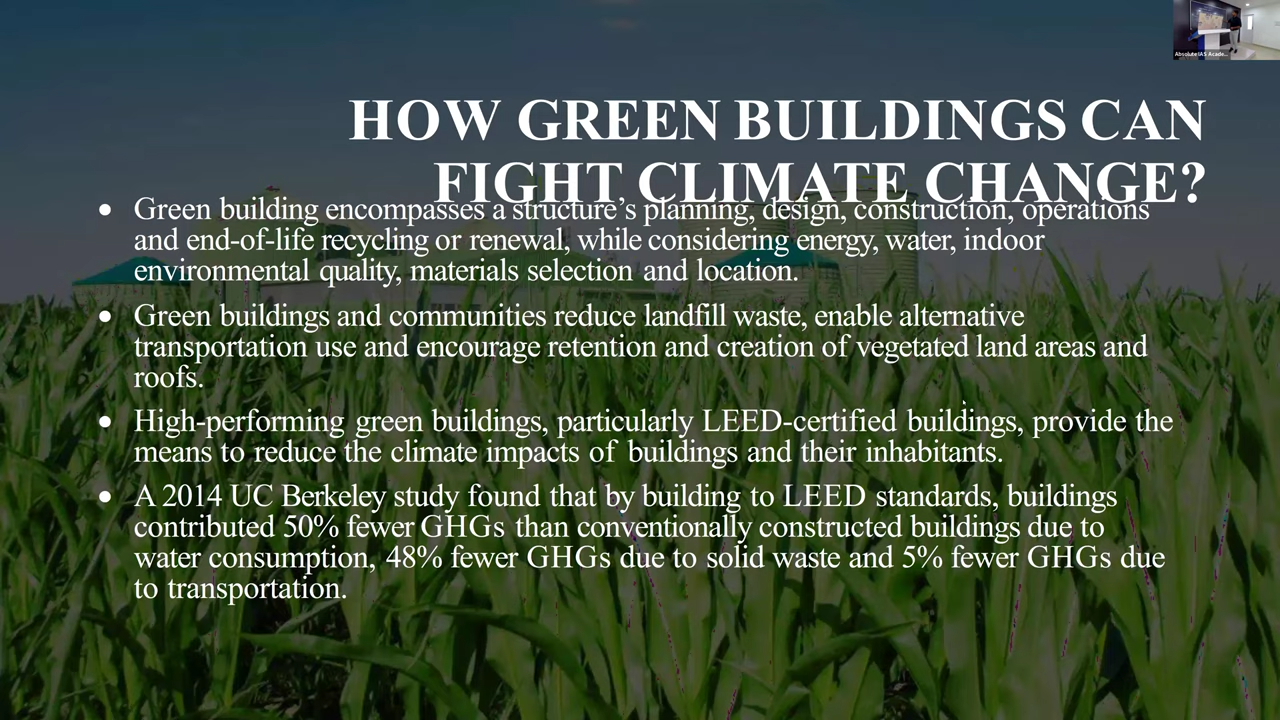 Absolute IAS Acade...
HOW GREEN BUILDINGS CAN
FIGHT CLIMATE CHANGE?
• Green building encompasses a structure’s planning, design, construction, operations
and end-of-life recycling or renewal, while considering energy, water, indoor
environmental quality, materials selection and location.
• Green buildings and communities reduce landfill waste, enable alternative
transportation use and encourage retention and creation of vegetated land areas and
roofs.
• High-performing green buildings, particularly LEED-certified buildings, provide the
means to reduce the climate impacts of buildings and their inhabitants.
• A 2014 UC Berkeley study found that by building to LEED standards, buildings
contributed 50% fewer GHGs than conventionally constructed buildings due to
water consumption, 48% fewer GHGs due to solid waste and 5% fewer GHGs due
to transportation.